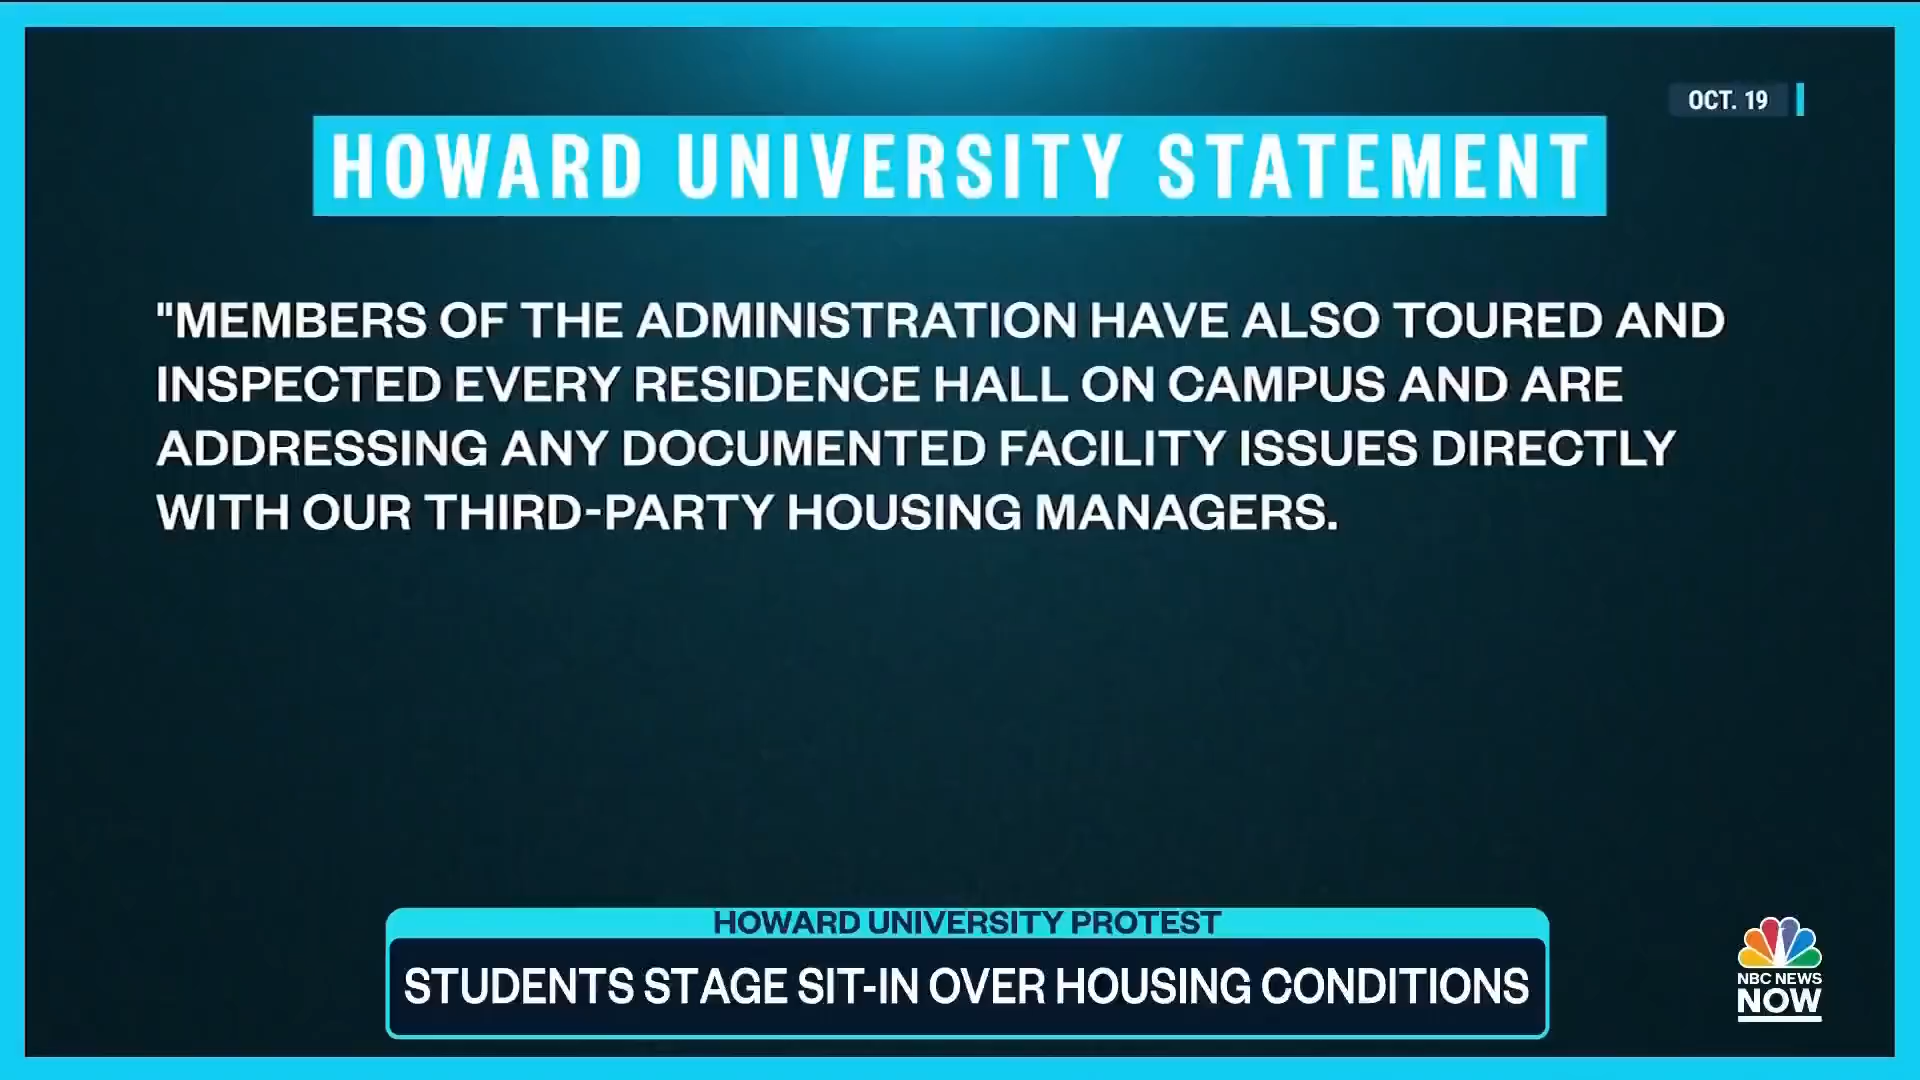 OCT. 19
HOWARD UNIVERSITY STATEMENT
"MEMBERS OF THE ADMINISTRATION HAVE ALSO TOURED AND
INSPECTED EVERY RESIDENCE HALL ON CAMPUS AND ARE
ADDRESSING ANY DOCUMENTED FACILITY ISSUES DIRECTLY
WITH OUR THIRD-PARTY HOUSING MANAGERS.
HOWARD UNIVERSITY PROTEST
STUDENTS STAGE SIT-IN OVER HOUSING CONDITIONS
NBC NEWS
NOW